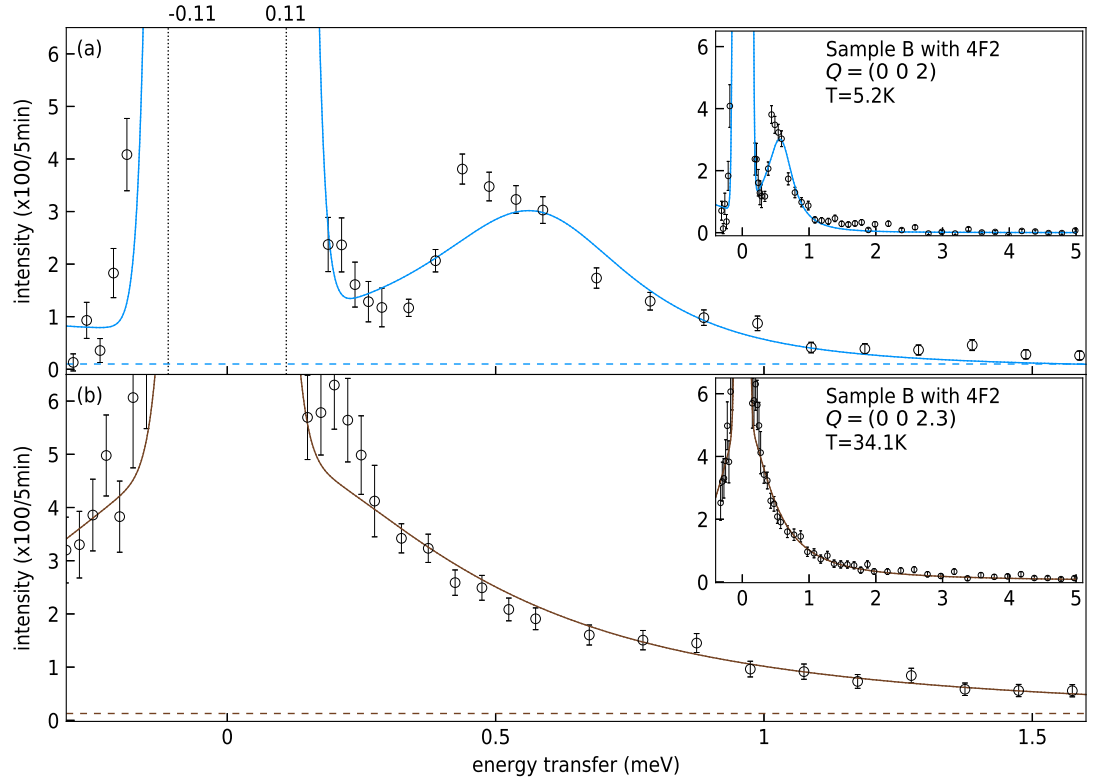 -0.11 0.11
(a)
Sample B with 4F2
Q = (0 0 2)
T=5.2K
6
4
2
0
0 1 2 3 4 5
6
5
4
3
2
1
0
intensity (x100/5min)
(b)
Sample B with 4F2
Q = (0 0 2.3)
T=34.1K
6
4
2
0
0 1 2 3 4 5
6
5
4
3
2
1
0
intensity (x100/5min)
0 0.5 1 1.5
energy transfer (meV)